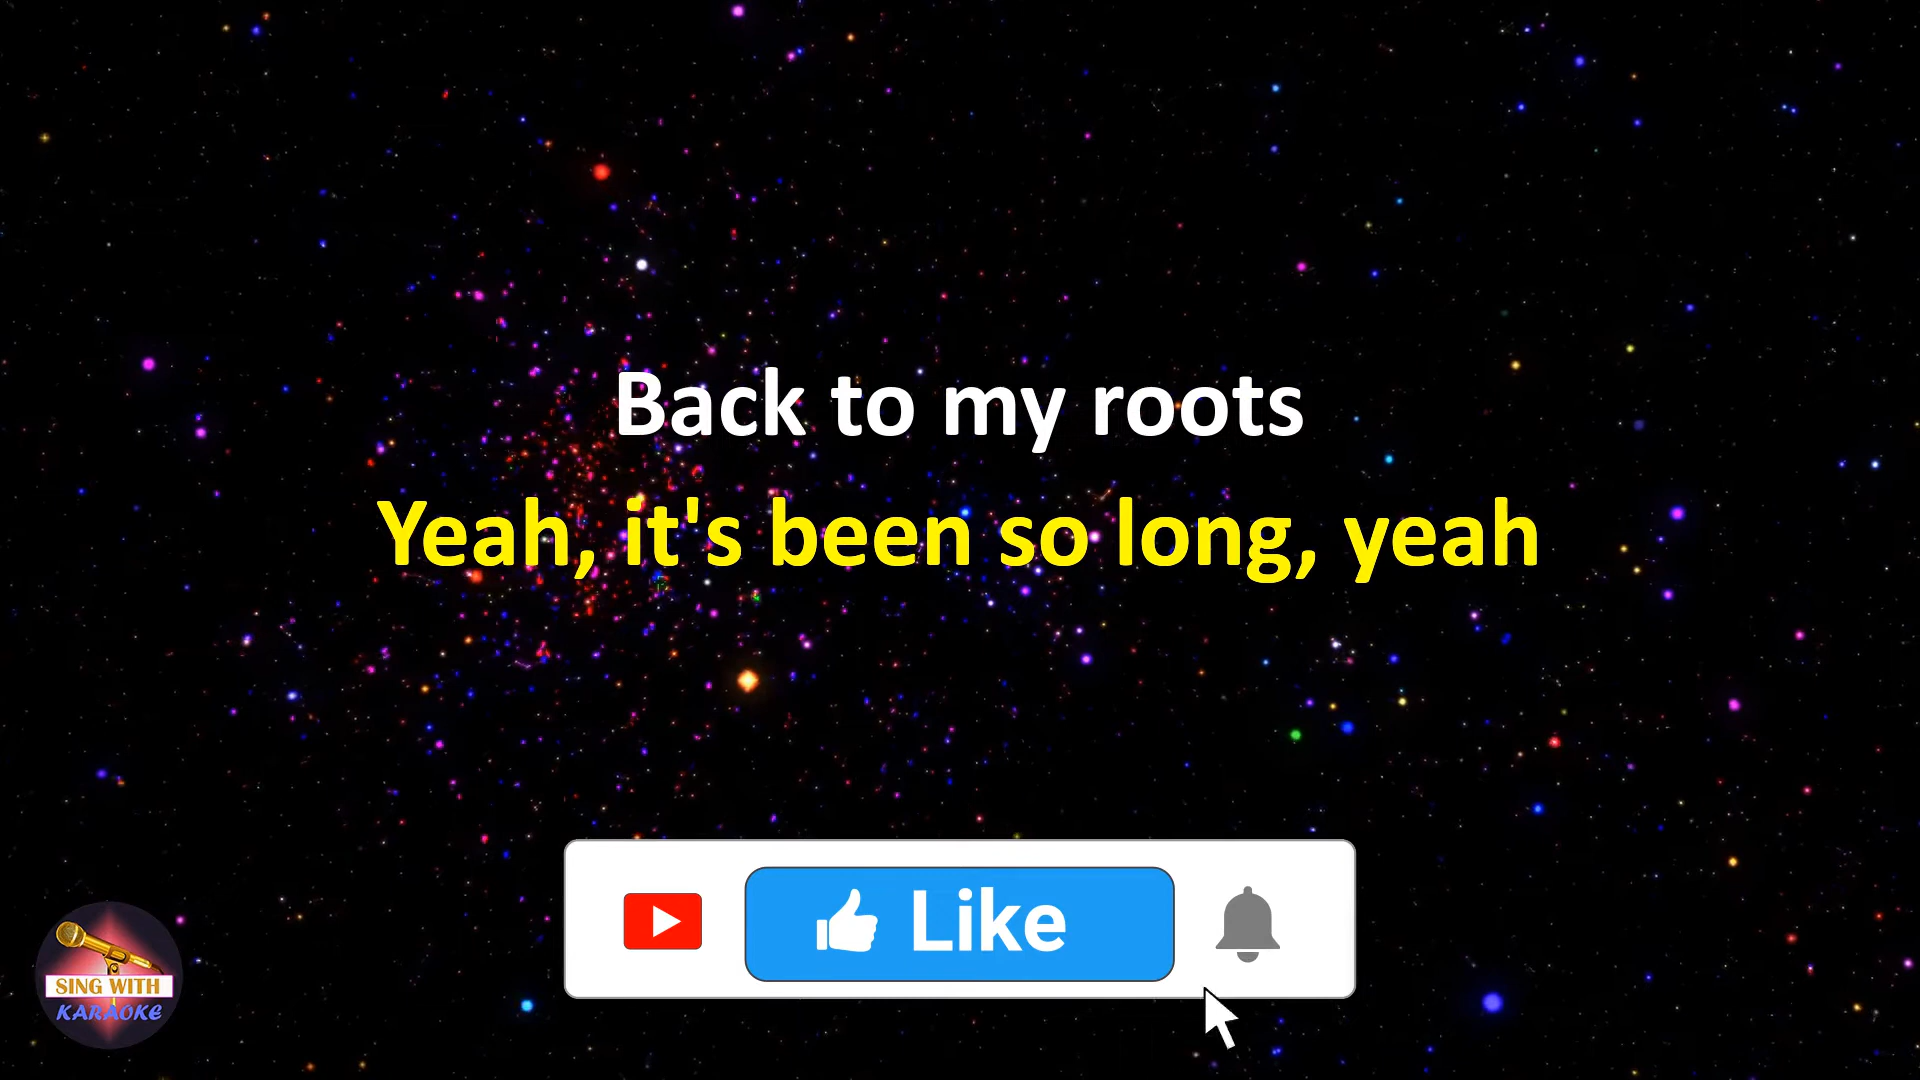 Back to my roots
Yeah, it's been so long, yeah
Like
SING WITH
KARAOKE